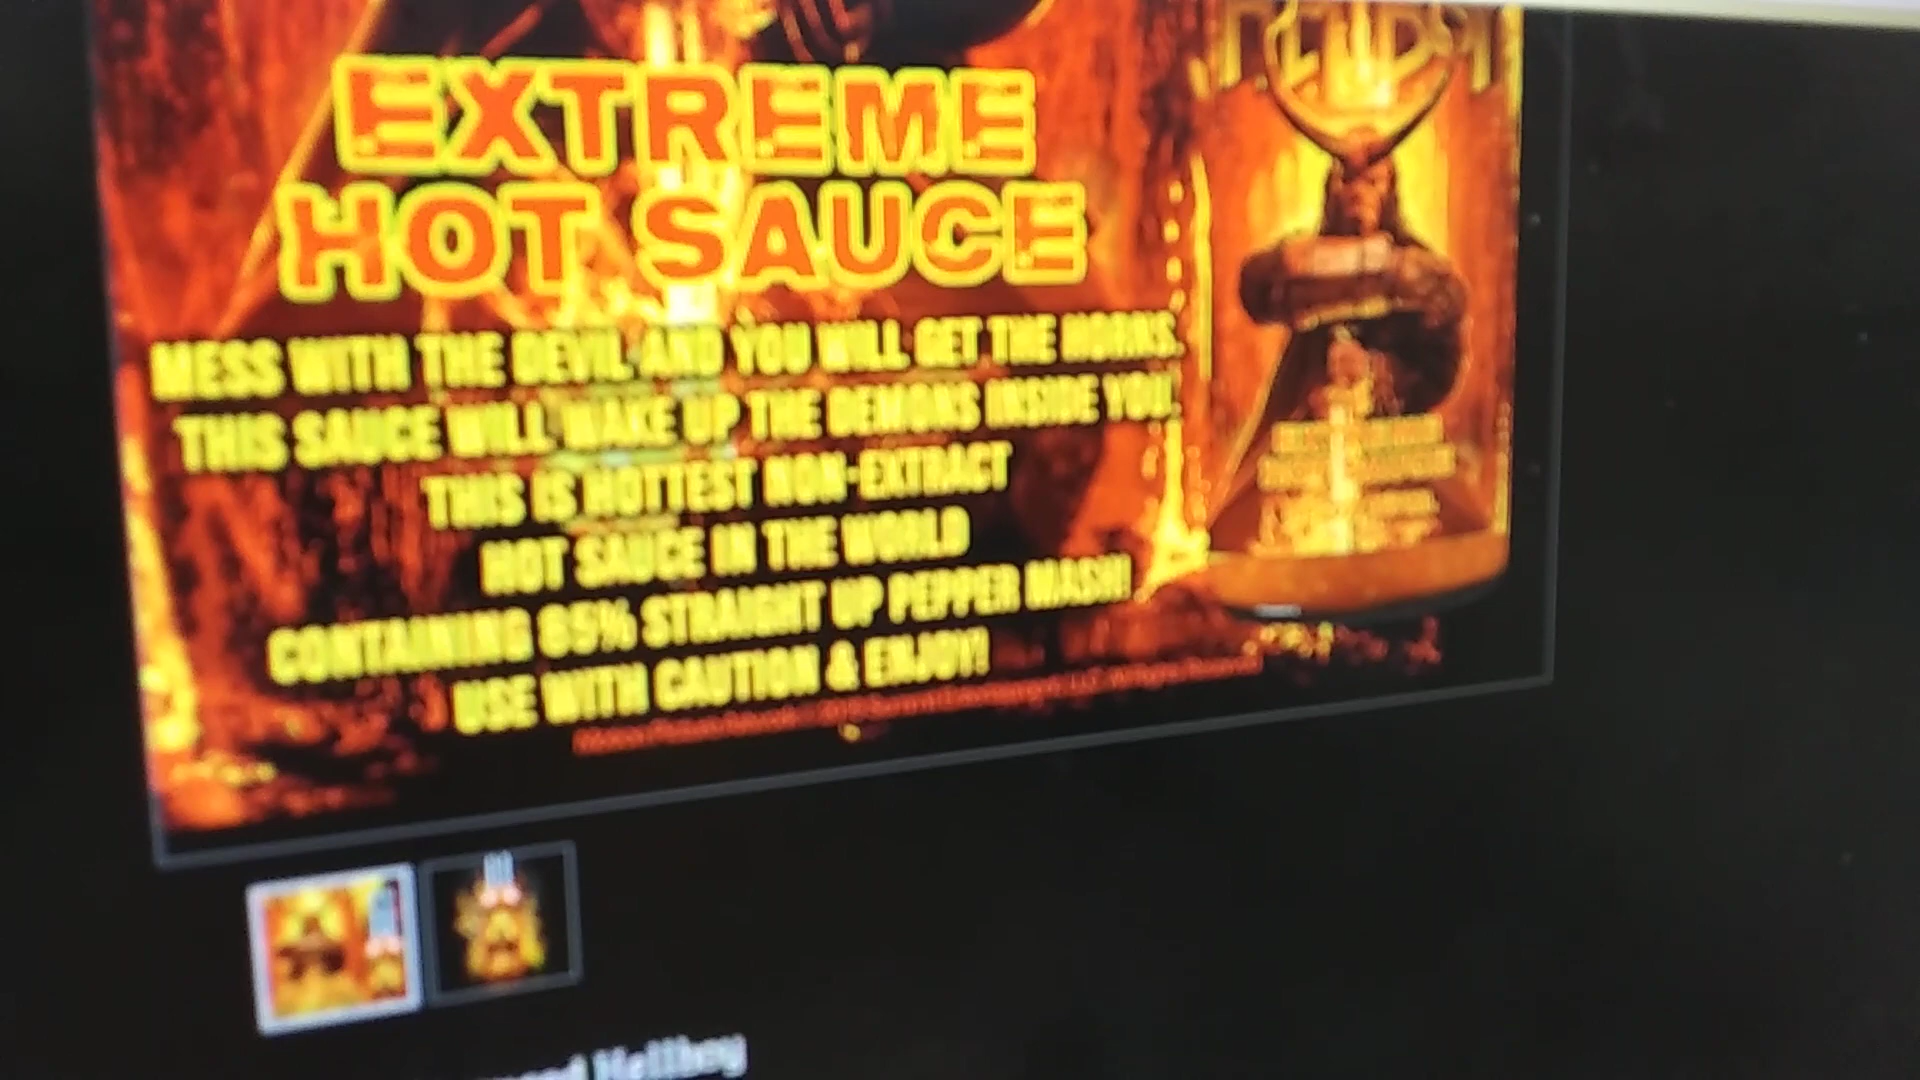 EXTREME
HOT SAUCE
MESS WITH THE DEVIL AND YOU WILL GET THE HORNS.
THIS SAUCE WILL WAKE UP THE DEMONS INSIDE YOU.
THIS IS HOTTEST NON-EXTRACT
HOT SAUCE IN THE WORLD
CONTAINING 65% STRAIGHT UP PEPPER MASH!
USE WITH CAUTION & ENJOY!
Hellboy